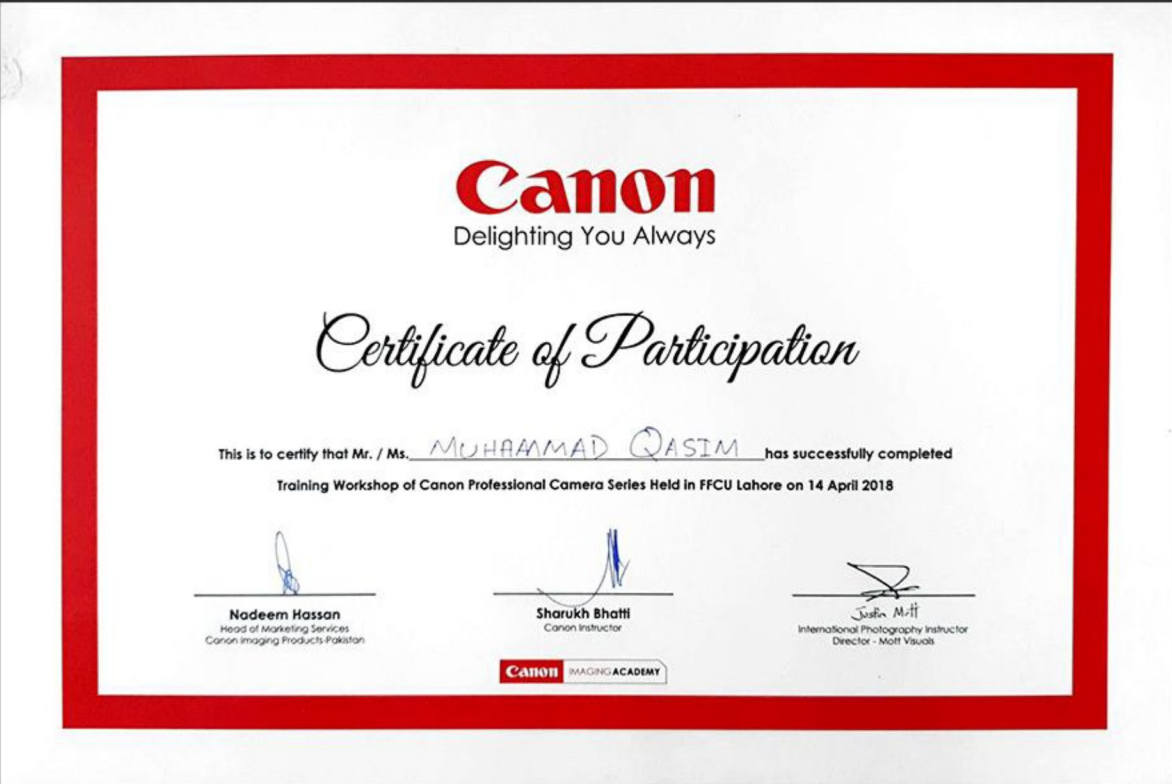 Canon
Delighting You Always
Certificate of Participation
This is to certify that Mr. / Ms. MUHAMMAD QASIM has successfully completed
Training Workshop of Canon Professional Camera Series Held in FFCU Lahore on 14 April 2018
Nadeem Hassan
Head of Marketing Services
Canon Imaging Products-Pakistan
Sharukh Bhatti
Canon Instructor
Justin Mott
International Photography Instructor
Director - Mott Visuals
Canon IMAGING ACADEMY